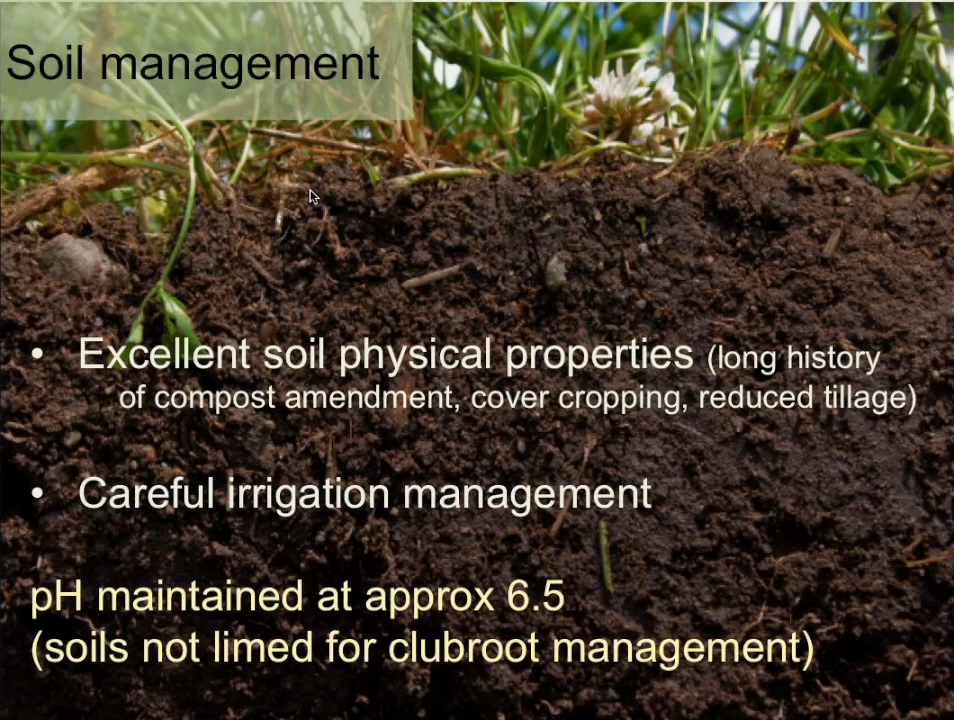 Soil management
• Excellent soil physical properties (long history
of compost amendment, cover cropping, reduced tillage)
• Careful irrigation management
pH maintained at approx 6.5
(soils not limed for clubroot management)